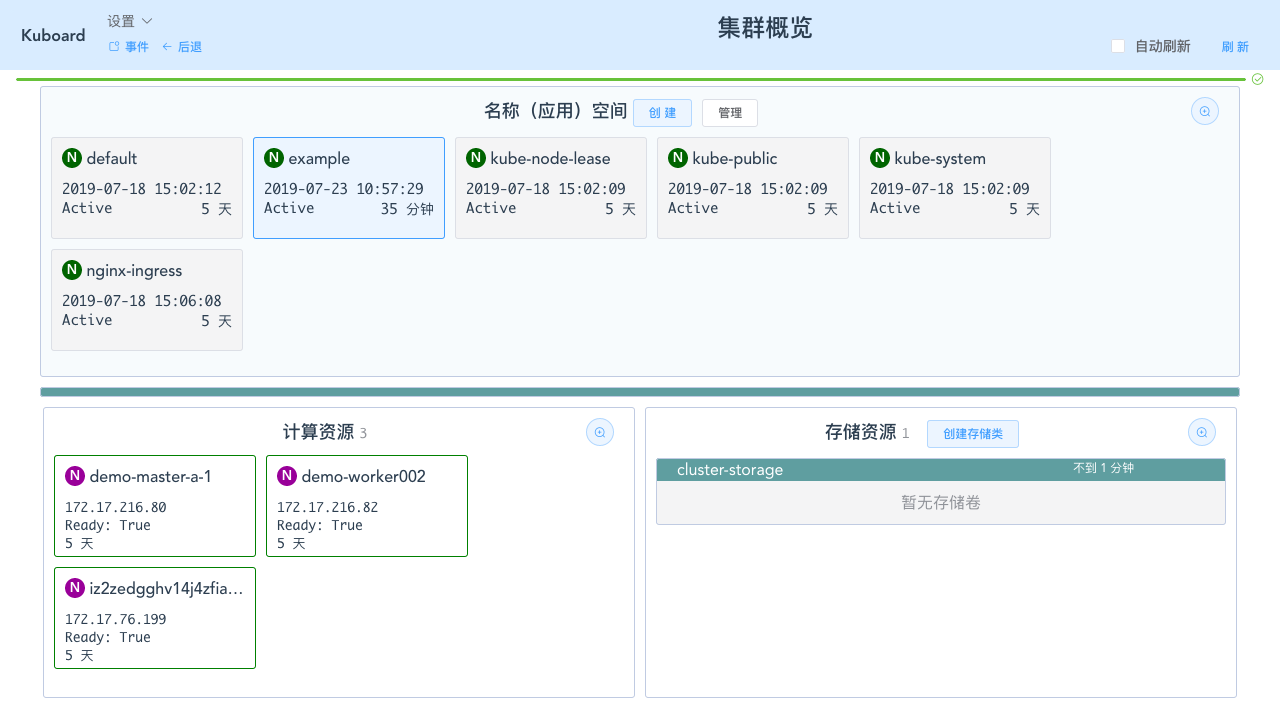 Kuboard
设置
事件 后退
集群概览
自动刷新 刷 新
名称（应用）空间 创 建 管理
N default
2019-07-18 15:02:12
Active 5 天
N example
2019-07-23 10:57:29
Active 35 分钟
N kube-node-lease
2019-07-18 15:02:09
Active 5 天
N kube-public
2019-07-18 15:02:09
Active 5 天
N kube-system
2019-07-18 15:02:09
Active 5 天
N nginx-ingress
2019-07-18 15:06:08
Active 5 天
计算资源 3
N demo-master-a-1
172.17.216.80
Ready: True
5 天
N demo-worker002
172.17.216.82
Ready: True
5 天
N iz2zedgghv14j4zfia...
172.17.76.199
Ready: True
5 天
存储资源 1 创建存储类
cluster-storage 不到 1 分钟
暂无存储卷